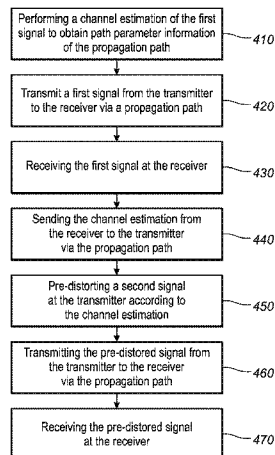 Performing a channel estimation of the first
signal to obtain path parameter information
of the propagation path
410
Transmit a first signal from the transmitter
to the receiver via a propagation path
420
Receiving the first signal at the receiver
430
Sending the channel estimation from
the receiver to the transmitter
via the propagation path
440
Pre-distorting a second signal
at the transmitter according to
the channel estimation
450
Transmitting the pre-distored signal from
the transmitter to the receiver
via the propagation path
460
Receiving the pre-distored signal
at the receiver
470